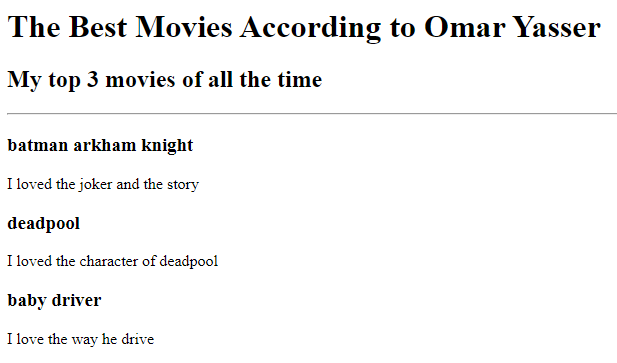 The Best Movies According to Omar Yasser
My top 3 movies of all the time
batman arkham knight
I loved the joker and the story
deadpool
I loved the character of deadpool
baby driver
I love the way he drive